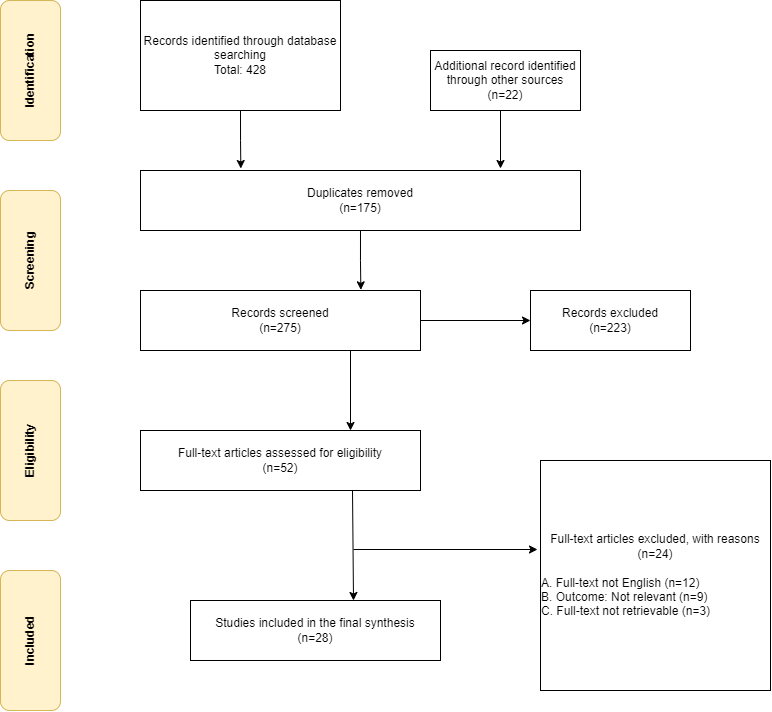 Identification
Records identified through database
searching
Total: 428
Additional record identified
through other sources
(n=22)
Duplicates removed
(n=175)
Screening
Records screened
(n=275)
Records excluded
(n=223)
Eligibility
Full-text articles assessed for eligibility
(n=52)
Full-text articles excluded, with reasons
(n=24)
A. Full-text not English (n=12)
B. Outcome: Not relevant (n=9)
C. Full-text not retrievable (n=3)
Included
Studies included in the final synthesis
(n=28)